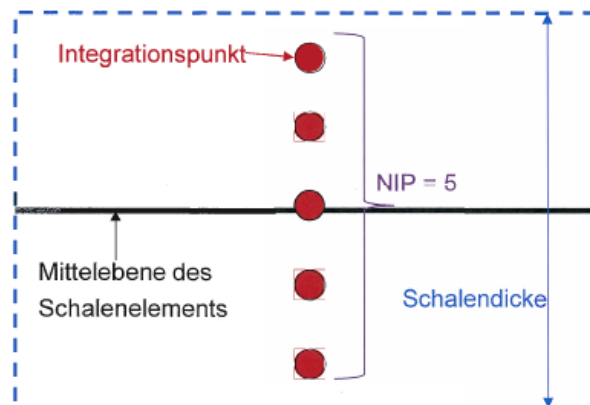 Integrationspunkt
NIP = 5
Mittelebene des
Schalenelements
Schalendicke